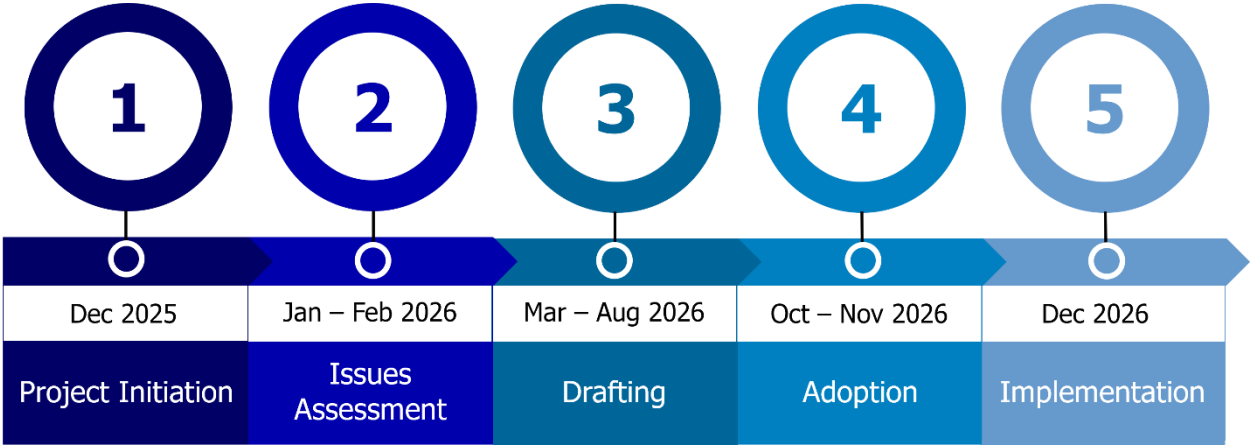 1
2
3
4
5
Dec 2025
Jan – Feb 2026
Mar – Aug 2026
Oct – Nov 2026
Dec 2026
Project Initiation
Issues
Assessment
Drafting
Adoption
Implementation